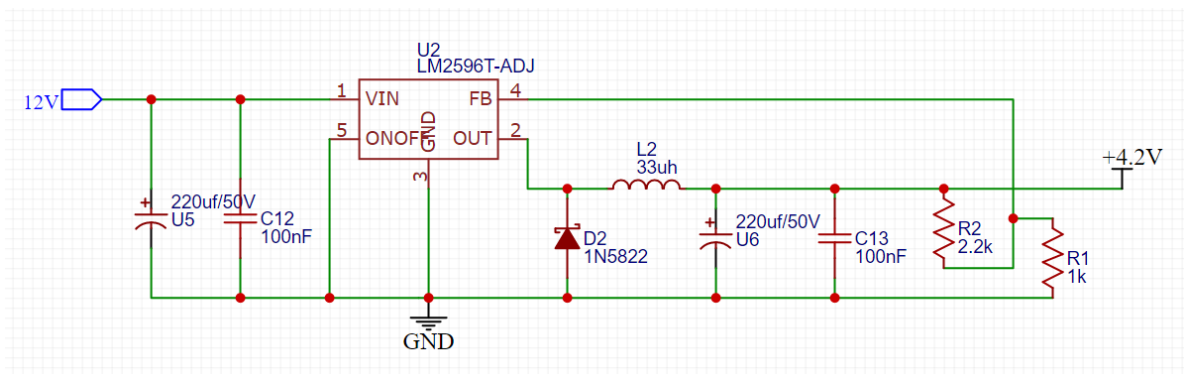 U2
LM2596T-ADJ
12V
1
VIN
FB
4
5
ONOFF
GND
OUT
2
3
L2
33uh
+4.2V
+
220uf/50V
U5
C12
100nF
D2
1N5822
+
220uf/50V
U6
C13
100nF
R2
2.2k
R1
1k
GND